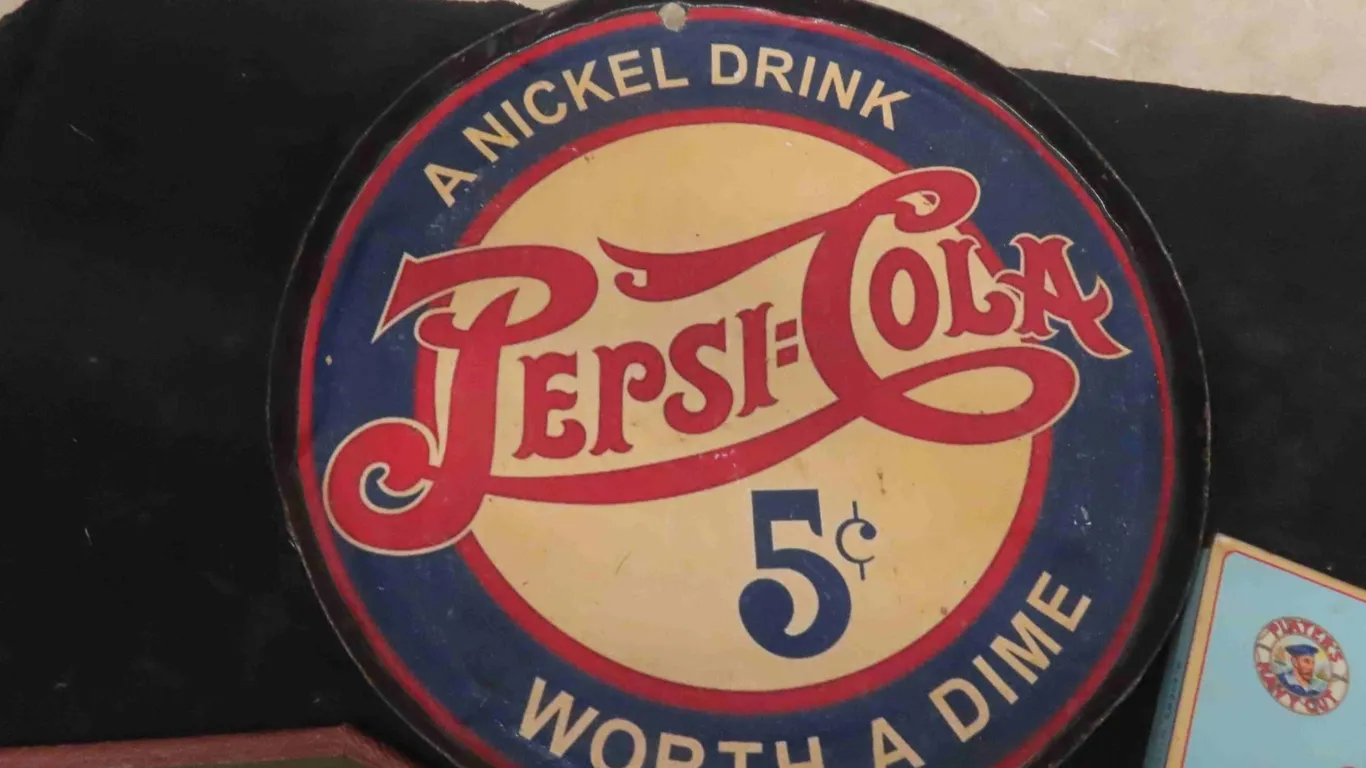 A NICKEL DRINK
PEPSI=COLA
5¢
WORTH A DIME
PLAYER'S
NAVY CUT